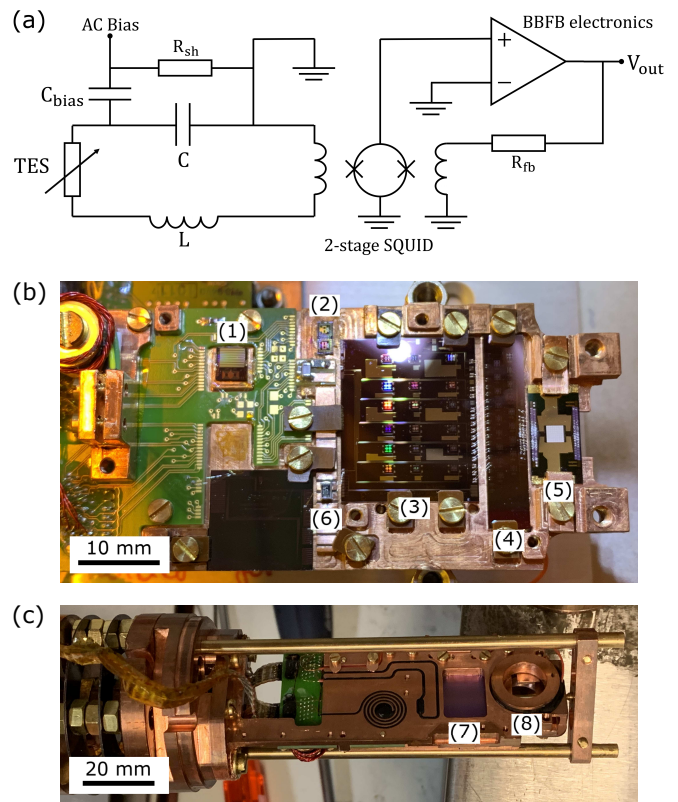 (a)
AC Bias
BBFB electronics
R_sh
+
V_out
C_bias
−
TES
C
R_fb
L
2-stage SQUID
(b)
(2)
(1)
(5)
(6)
(3)
(4)
10 mm
(c)
(7)
(8)
20 mm